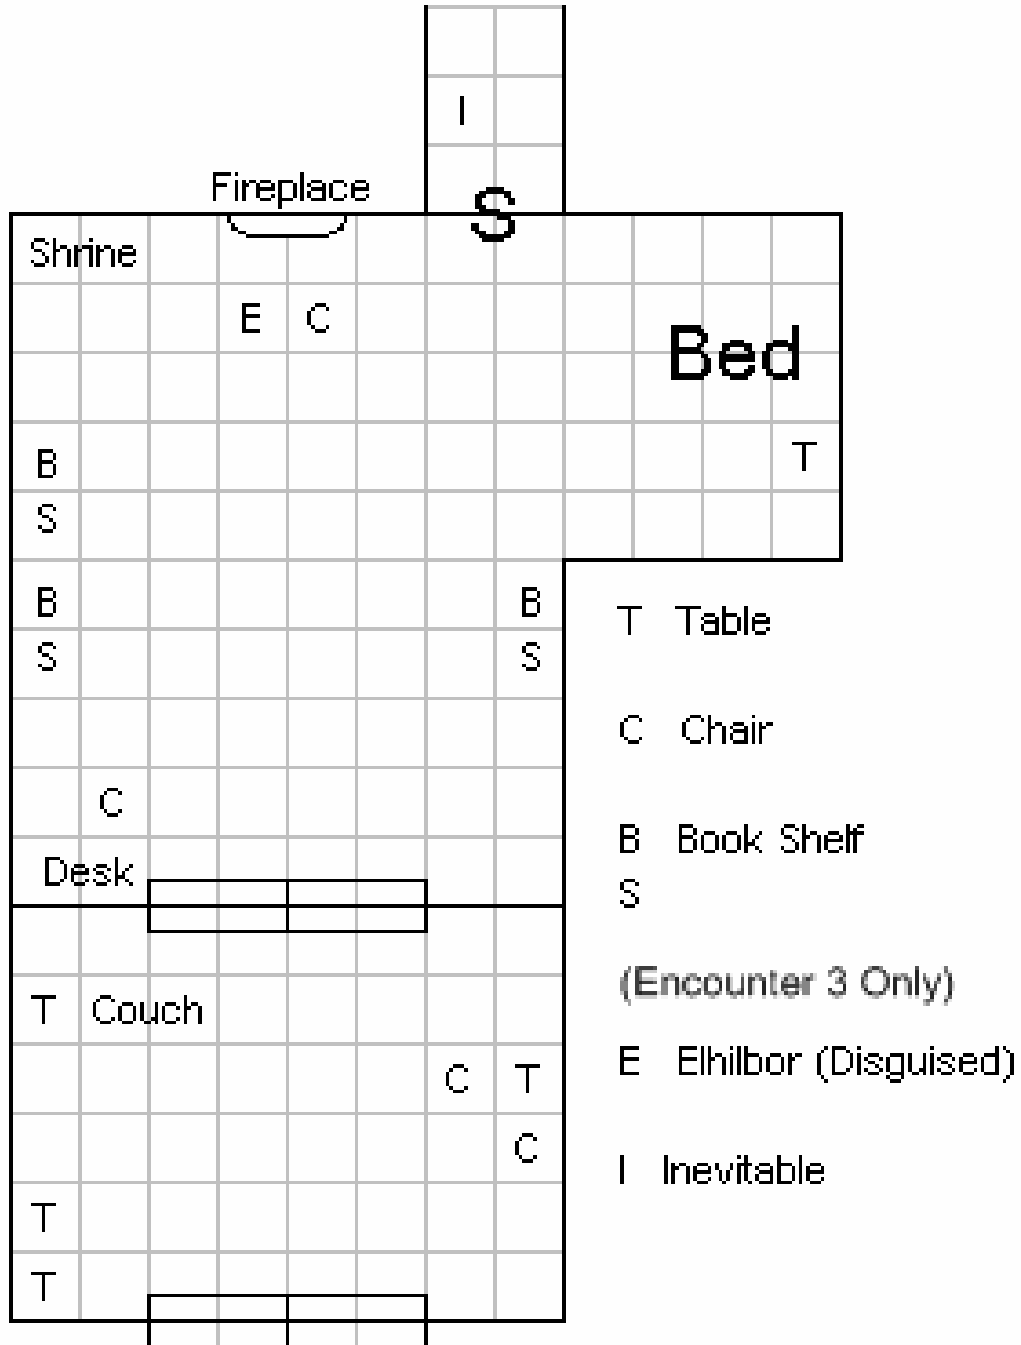 I
Fireplace
S
Shrine
E C
Bed
B
T
S
B
B
T Table
S
S
C Chair
C
B Book Shelf
Desk
S
(Encounter 3 Only)
T Couch
E Elhilbor (Disguised)
C T
C
I Inevitable
T
T